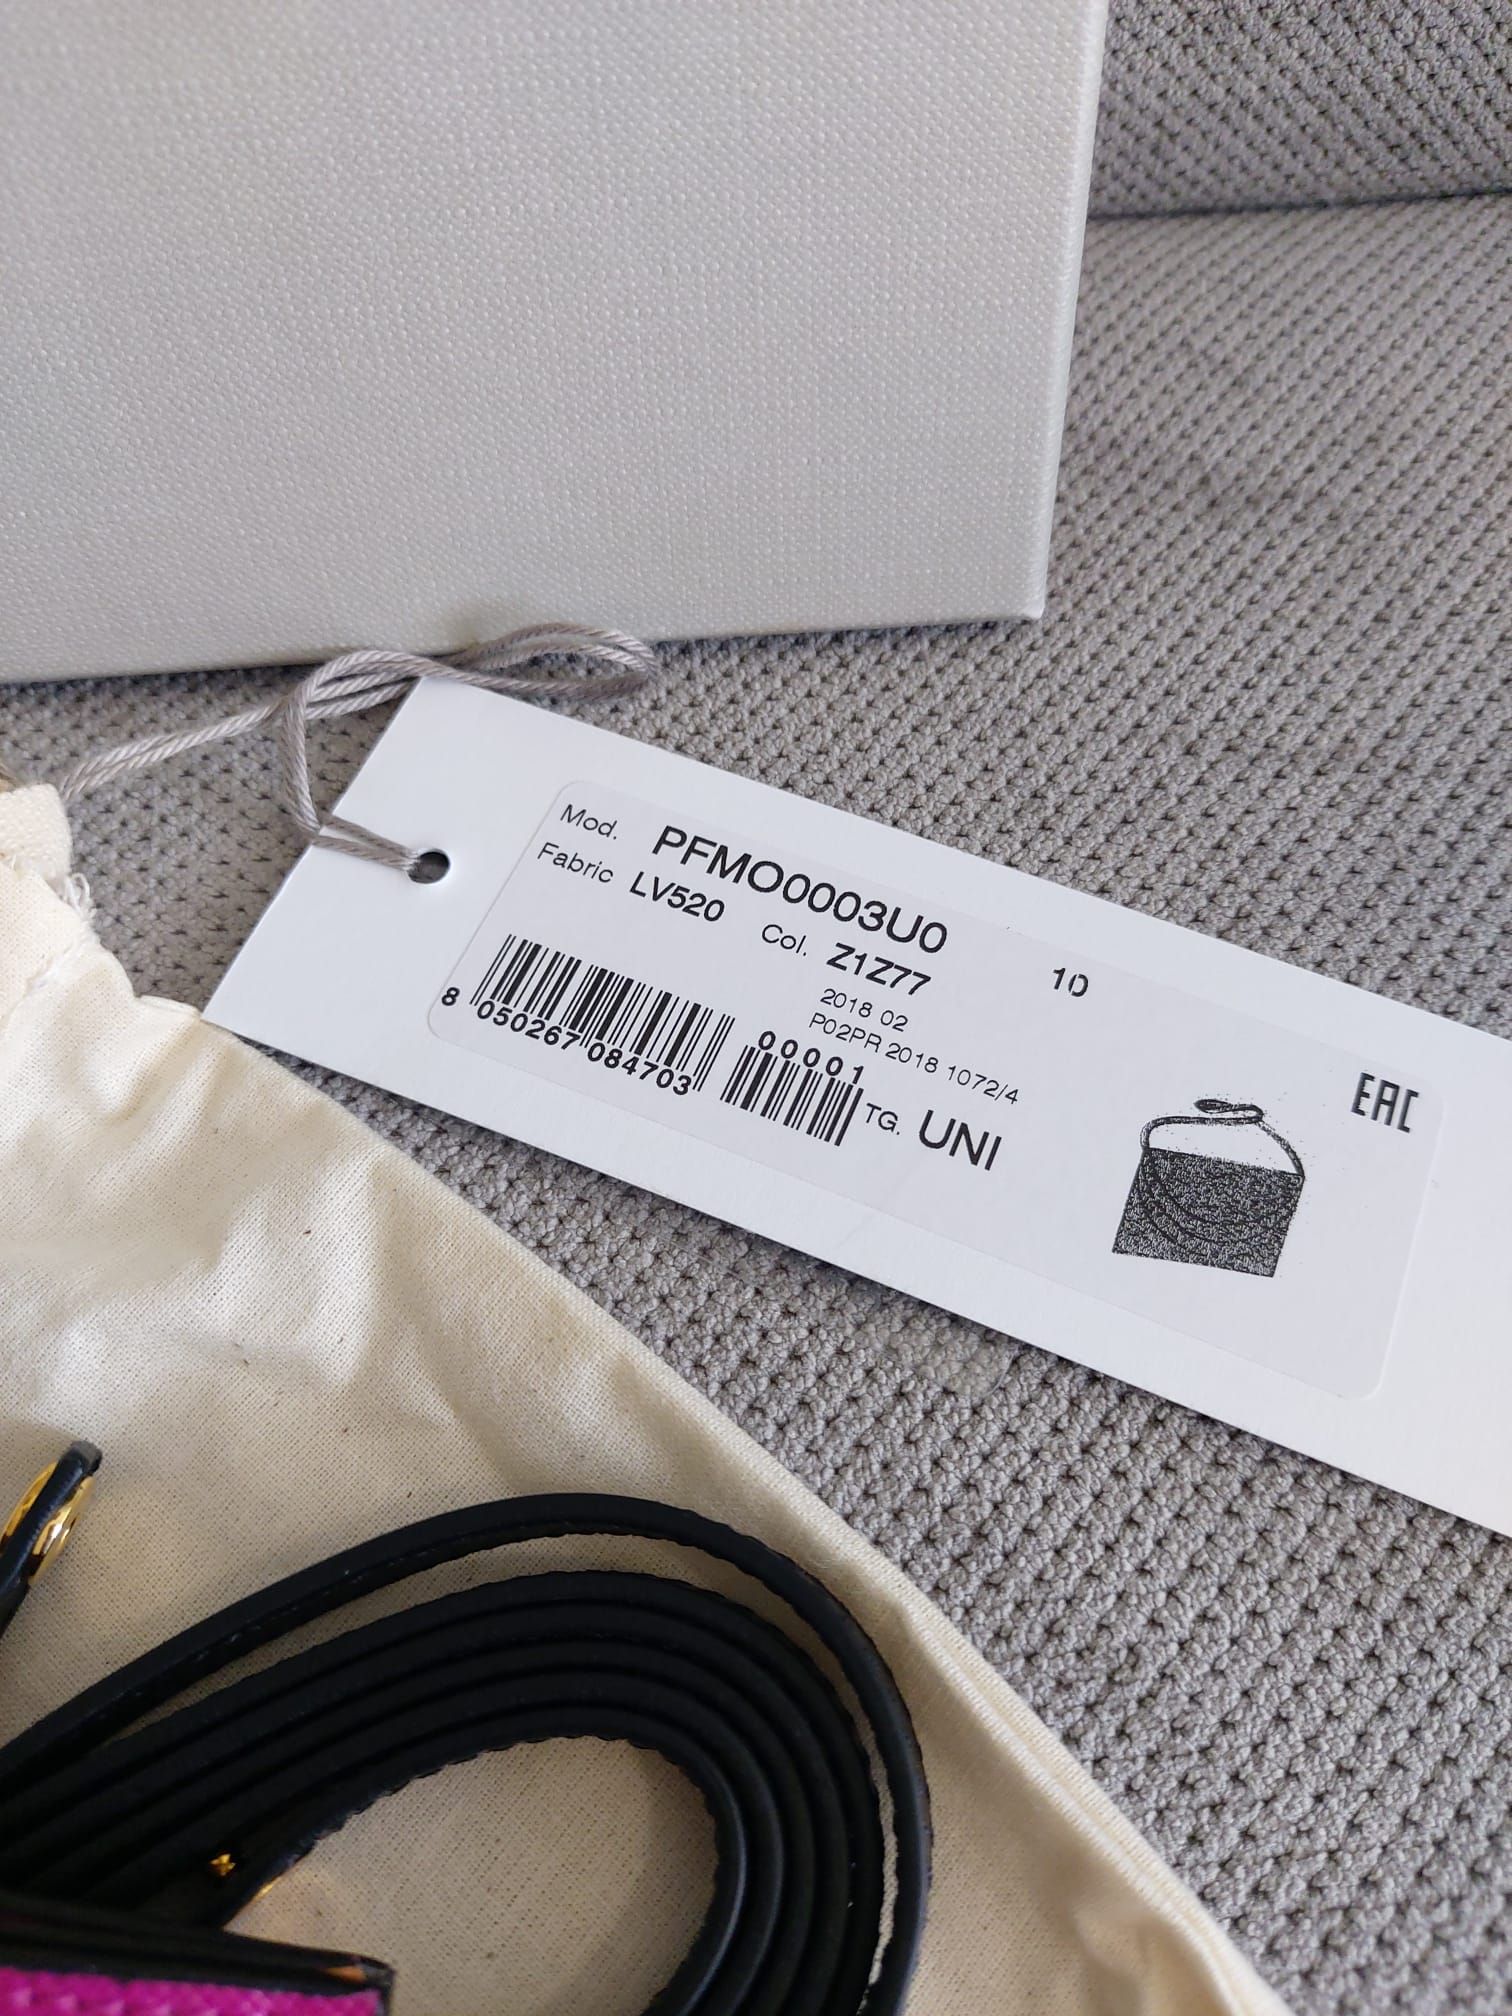 Mod. PFMO0003U0 10
Fabric LV520 Col. Z1Z77
2018 02
P02PR 2018 1072/4
8 050267 084703 00001
TG. UNI
EAC